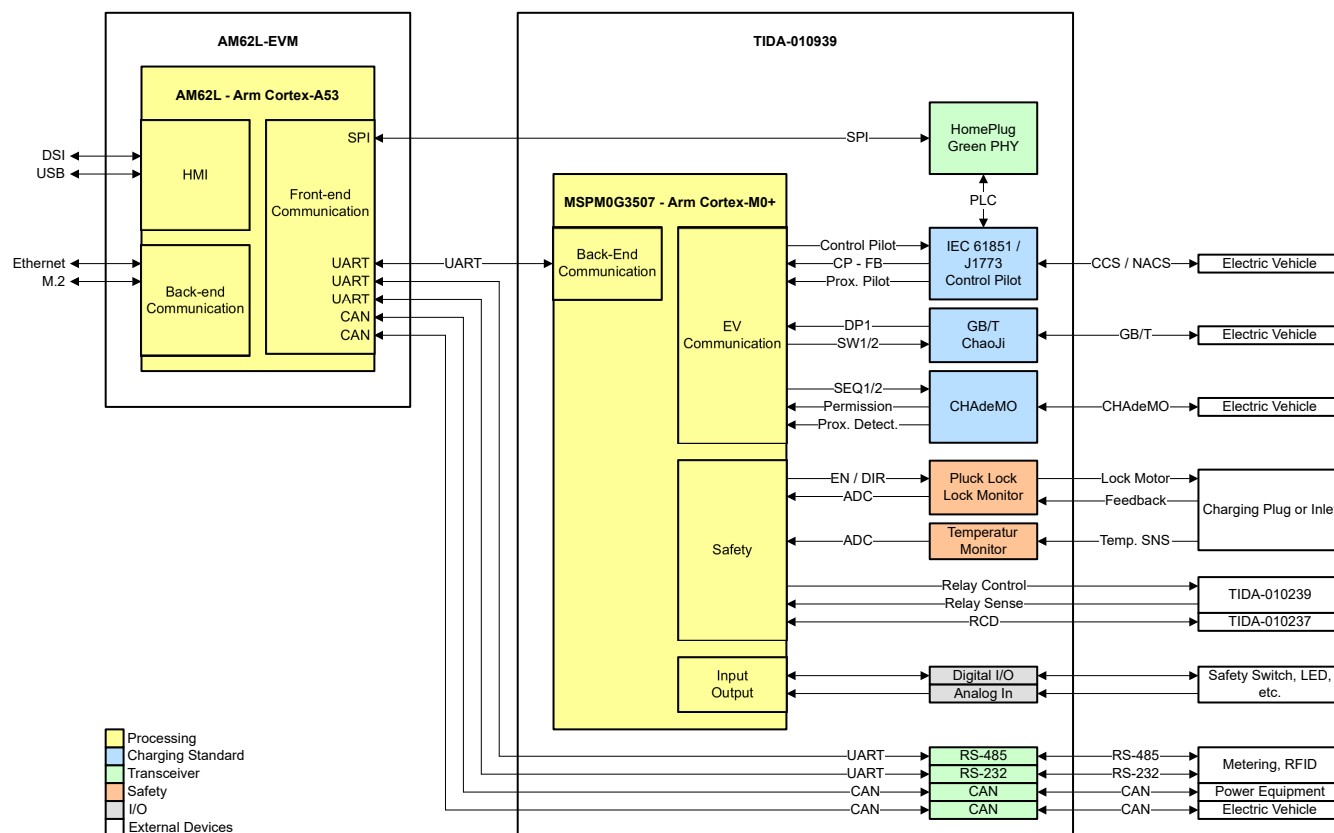 AM62L-EVM
TIDA-010939
AM62L - Arm Cortex-A53
SPI
SPI
HomePlug
Green PHY
DSI
USB
HMI
Front-end
Communication
PLC
MSPM0G3507 - Arm Cortex-M0+
Ethernet
M.2
Back-end
Communication
UART
UART
UART
CAN
CAN
UART
Back-End
Communication
EV
Communication
Control Pilot
CP - FB
Prox. Pilot
IEC 61851 /
J1773
Control Pilot
CCS / NACS
Electric Vehicle
DP1
SW1/2
GB/T
ChaoJi
GB/T
Electric Vehicle
SEQ1/2
Permission
Prox. Detect.
CHAdeMO
CHAdeMO
Electric Vehicle
Safety
EN / DIR
ADC
Pluck Lock
Lock Monitor
Lock Motor
Feedback
Charging Plug or Inlet
ADC
Temperatur
Monitor
Temp. SNS
Relay Control
Relay Sense
TIDA-010239
RCD
TIDA-010237
Input
Output
Digital I/O
Analog In
Safety Switch, LED,
etc.
UART
RS-485
RS-485
Metering, RFID
UART
RS-232
RS-232
CAN
CAN
CAN
Power Equipment
CAN
CAN
CAN
Electric Vehicle
Processing
Charging Standard
Transceiver
Safety
I/O
External Devices